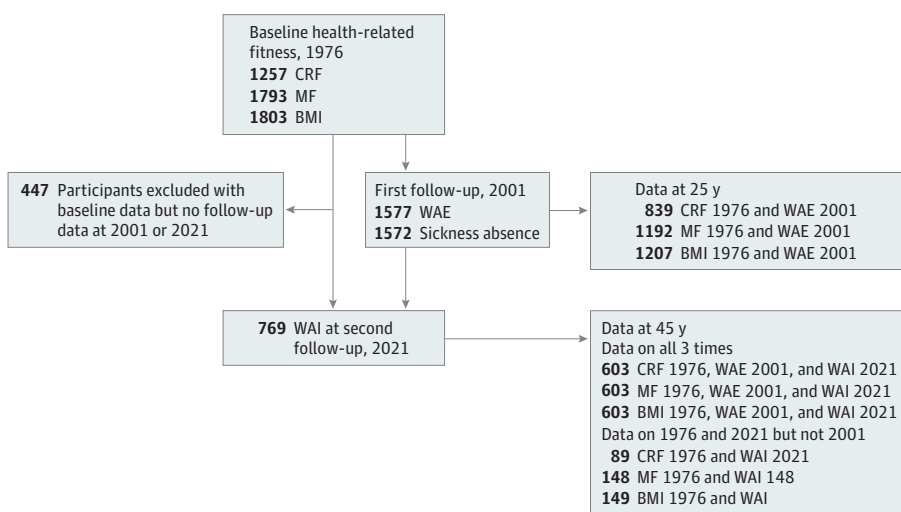 Baseline health-related
fitness, 1976
1257 CRF
1793 MF
1803 BMI
447 Participants excluded with
baseline data but no follow-up
data at 2001 or 2021
First follow-up, 2001
1577 WAE
1572 Sickness absence
Data at 25 y
839 CRF 1976 and WAE 2001
1192 MF 1976 and WAE 2001
1207 BMI 1976 and WAE 2001
769 WAI at second
follow-up, 2021
Data at 45 y
Data on all 3 times
603 CRF 1976, WAE 2001, and WAI 2021
603 MF 1976, WAE 2001, and WAI 2021
603 BMI 1976, WAE 2001, and WAI 2021
Data on 1976 and 2021 but not 2001
89 CRF 1976 and WAI 2021
148 MF 1976 and WAI 148
149 BMI 1976 and WAI